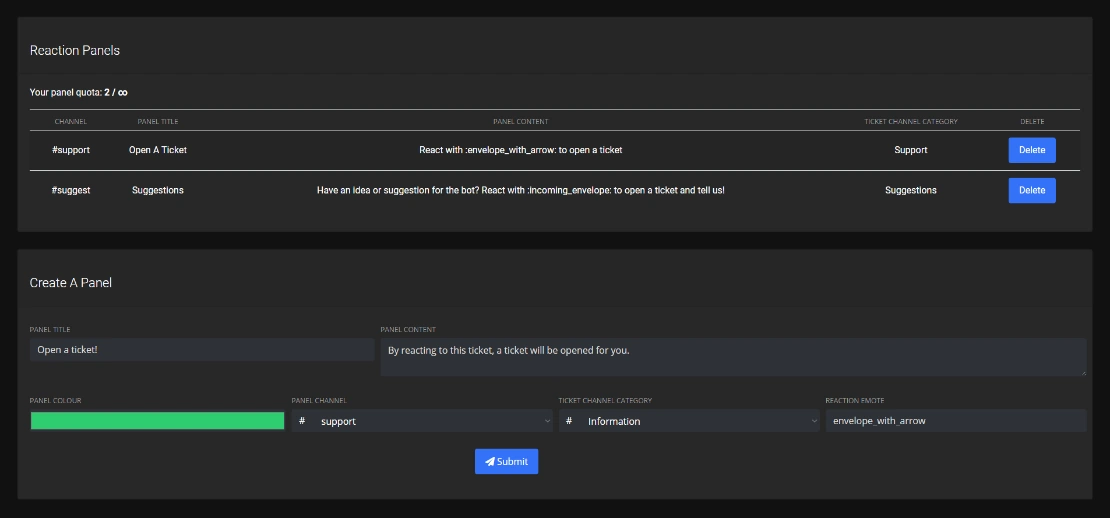 Reaction Panels
Your panel quota: 2 / ∞
CHANNEL PANEL TITLE PANEL CONTENT TICKET CHANNEL CATEGORY DELETE
#support Open A Ticket React with :envelope_with_arrow: to open a ticket Support Delete
#suggest Suggestions Have an idea or suggestion for the bot? React with :incoming_envelope: to open a ticket and tell us! Suggestions Delete
Create A Panel
PANEL TITLE PANEL CONTENT
Open a ticket! By reacting to this ticket, a ticket will be opened for you.
PANEL COLOUR PANEL CHANNEL TICKET CHANNEL CATEGORY REACTION EMOTE
# support # Information envelope_with_arrow
Submit